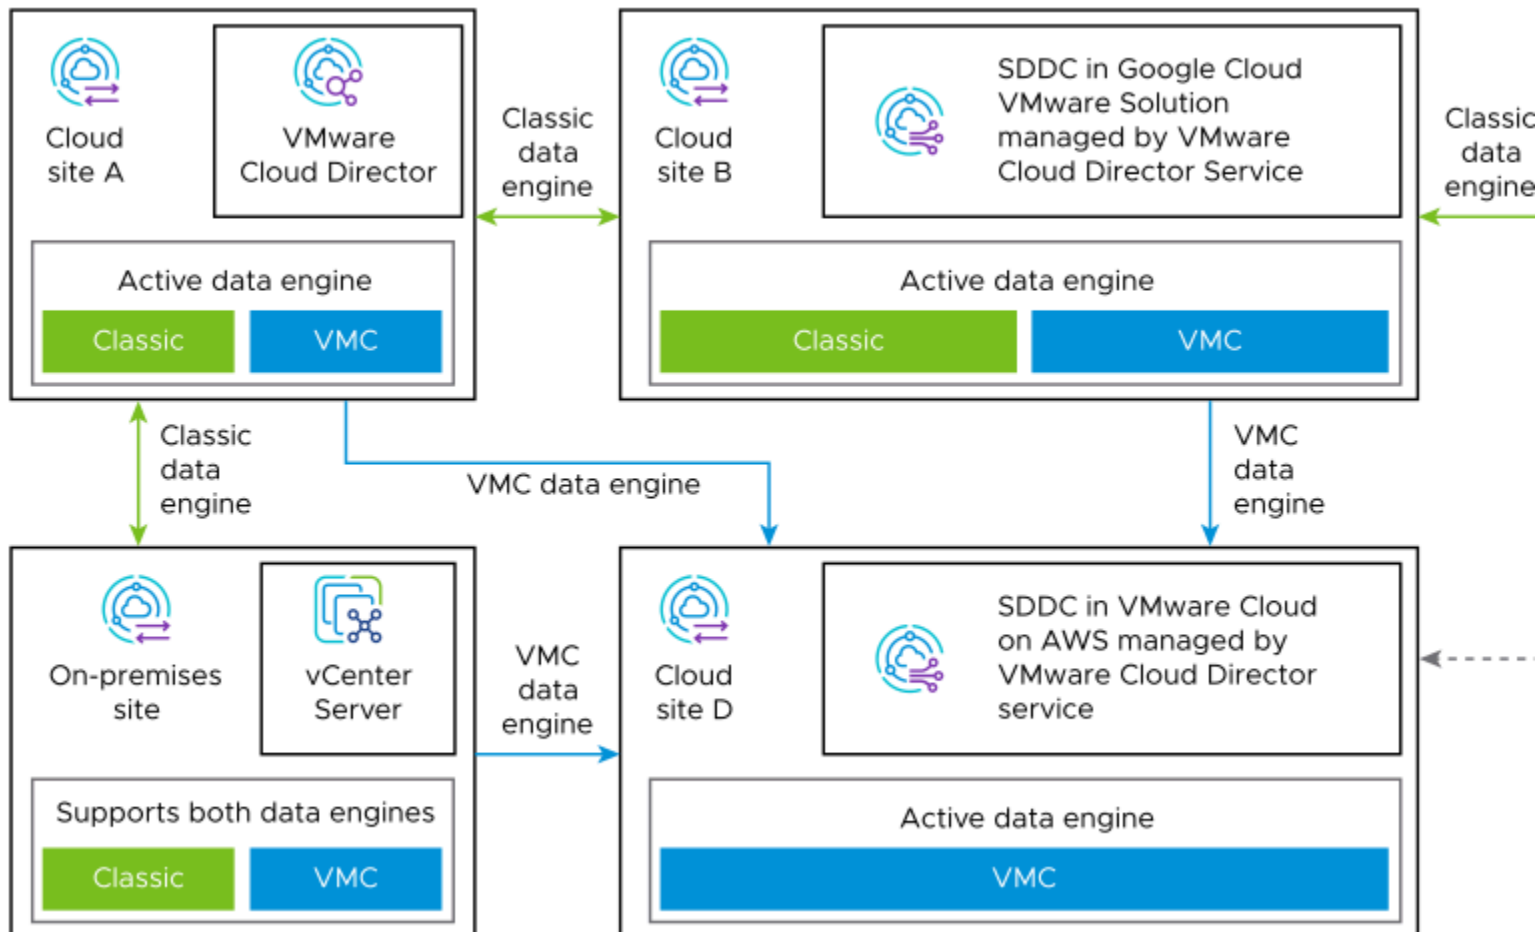 Cloud
site A
VMware
Cloud Director
Active data engine
Classic
VMC
Classic
data
engine
Cloud
site B
SDDC in Google Cloud
VMware Solution
managed by VMware
Cloud Director Service
Active data engine
Classic
VMC
Classic
data
engine
Classic
data
engine
VMC data engine
VMC
data
engine
On-premises
site
vCenter
Server
Supports both data engines
Classic
VMC
VMC
data
engine
Cloud
site D
SDDC in VMware Cloud
on AWS managed by
VMware Cloud Director
service
Active data engine
VMC